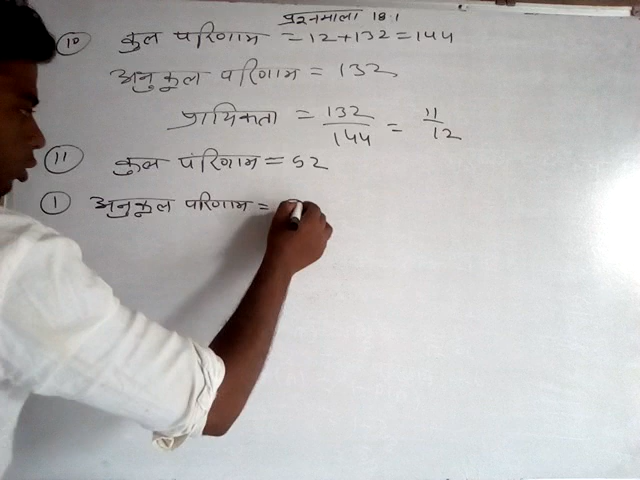 प्रश्नमाला 18.1
10 कुल परिणाम = 12 + 132 = 144
अनुकूल परिणाम = 132
प्रायिकता = 132/144 = 11/12
11 कुल परिणाम = 52
1 अनुकूल परिणाम =